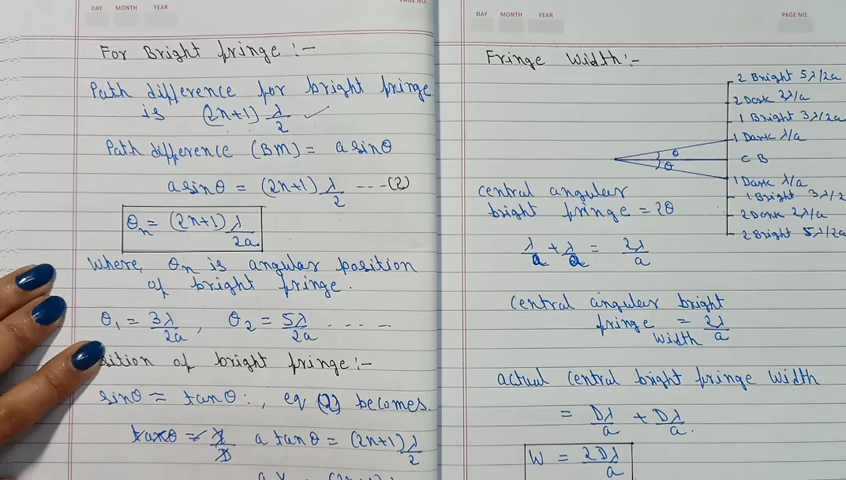 DAY MONTH YEAR
PAGE NO.
For Bright fringe :-
Path difference for bright fringe
is (2n+1) λ/2 ✓
Path difference (BM) = a sinθ
a sinθ = (2n+1) λ/2 ---(2)
θn = (2n+1) λ/2a
Where, θn is angular position
of bright fringe.
θ1 = 3λ/2a , θ2 = 5λ/2a ....
sition of bright fringe :-
sinθ ≈ tanθ :, eq (2) becomes.
a tanθ = (2n+1) λ/2
DAY MONTH YEAR
PAGE NO.
Fringe Width :-
2 Bright 5λ/2a
2 Dark 2λ/a
1 Bright 3λ/2a
1 Dark λ/a
θ
C B
θ
1 Dark λ/a
1 Bright 3λ/2
2 Dark 2λ/a
2 Bright 5λ/2a
central angular
bright fringe = 2θ
λ/a + λ/a = 2λ/a
central angular bright
fringe width = 2λ/a
actual central bright fringe width
= Dλ/a + Dλ/a.
W = 2Dλ/a